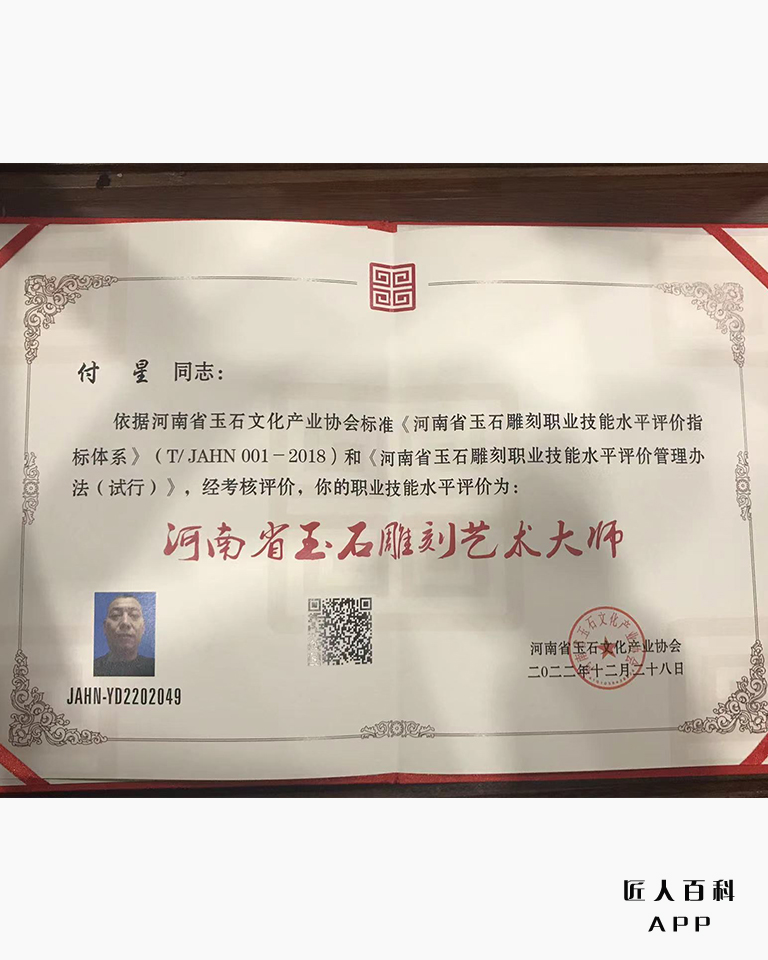 付 星 同志：
依据河南省玉石文化产业协会标准《河南省玉石雕刻职业技能水平评价指
标体系》（T/ JAHN 001－2018）和《河南省玉石雕刻职业技能水平评价管理办
法（试行）》，经考核评价，你的职业技能水平评价为：
河南省玉石雕刻艺术大师
JAHN-YD2202049
河南省玉石文化产业协会
二〇二二年十二月二十八日
匠人百科
APP